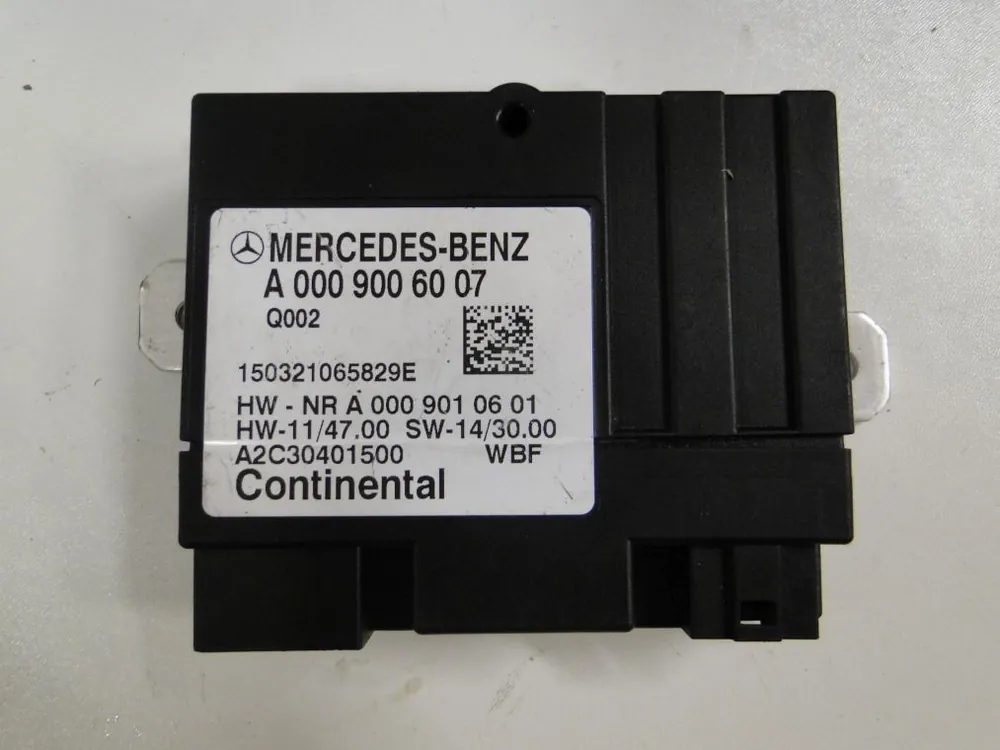 MERCEDES-BENZ
A 000 900 60 07
Q002
150321065829E
HW - NR A 000 901 06 01
HW-11/47.00 SW-14/30.00
A2C30401500 WBF
Continental